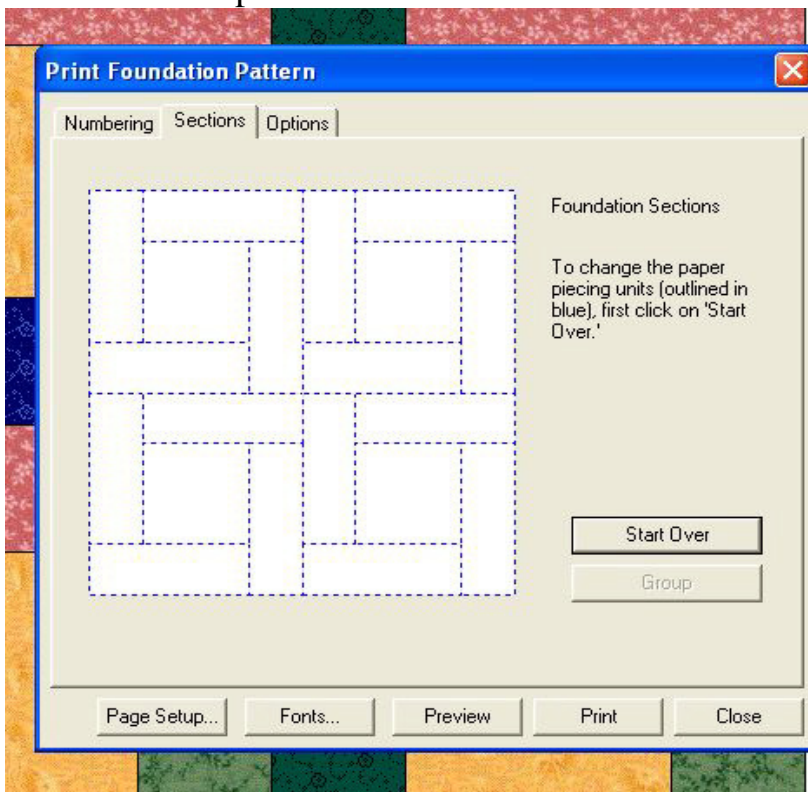 Print Foundation Pattern
Numbering Sections Options
Foundation Sections
To change the paper
piecing units (outlined in
blue), first click on 'Start
Over.'
Start Over
Group
Page Setup... Fonts... Preview Print Close